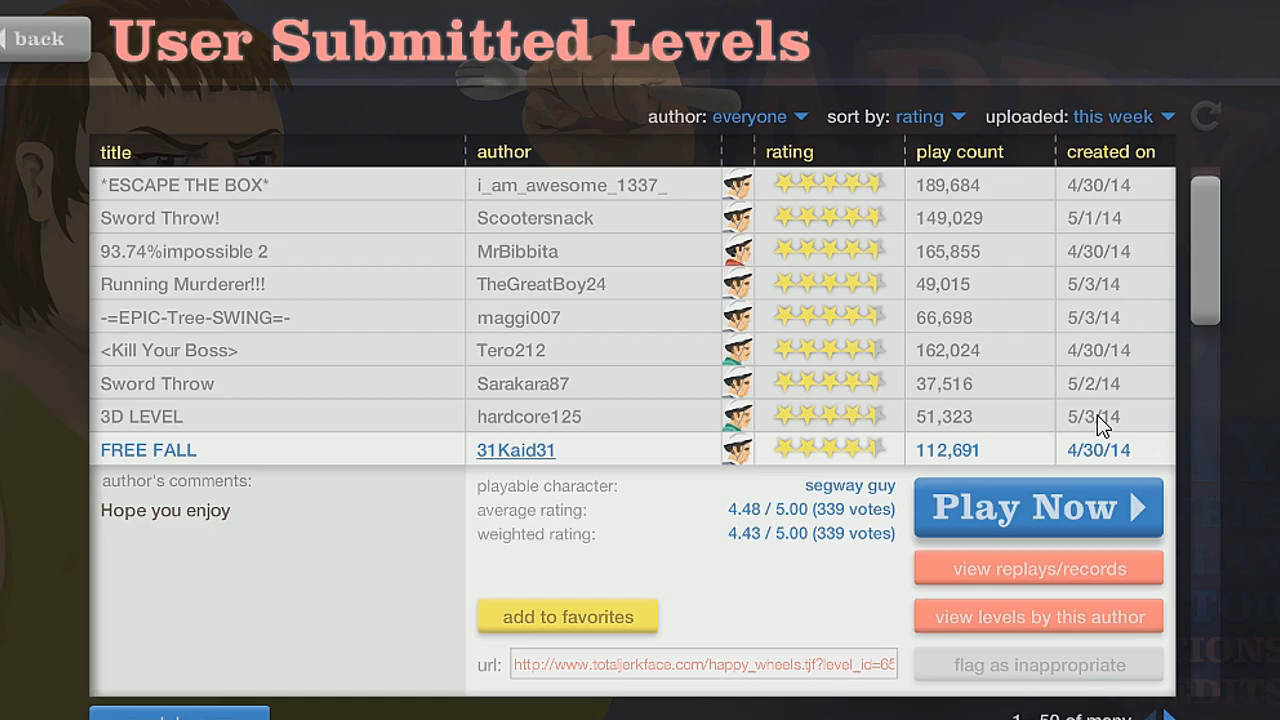 back
User Submitted Levels
author: everyone sort by: rating uploaded: this week
title author rating play count created on
*ESCAPE THE BOX* i_am_awesome_1337_ 189,684 4/30/14
Sword Throw! Scootersnack 149,029 5/1/14
93.74%impossible 2 MrBibbita 165,855 4/30/14
Running Murderer!!! TheGreatBoy24 49,015 5/3/14
-=EPIC-Tree-SWING=- maggi007 66,698 5/3/14
<Kill Your Boss> Tero212 162,024 4/30/14
Sword Throw Sarakara87 37,516 5/2/14
3D LEVEL hardcore125 51,323 5/3/14
FREE FALL 31Kaid31 112,691 4/30/14
author's comments:
Hope you enjoy
playable character: segway guy
average rating: 4.48 / 5.00 (339 votes)
weighted rating: 4.43 / 5.00 (339 votes)
Play Now
view replays/records
add to favorites
view levels by this author
url: http://www.totaljerkface.com/happy_wheels.tjf?level_id=65
flag as inappropriate
1 - 50 of many